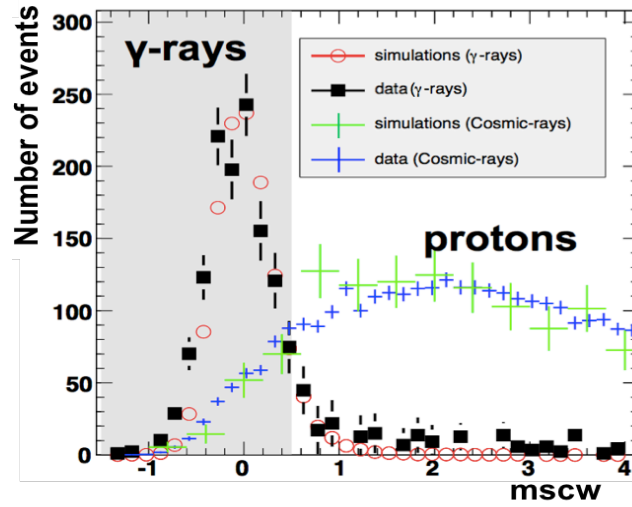 γ-rays
simulations (γ-rays)
data (γ-rays)
simulations (Cosmic-rays)
data (Cosmic-rays)
protons
Number of events
300
250
200
150
100
50
0
-1
0
1
2
3
4
mscw